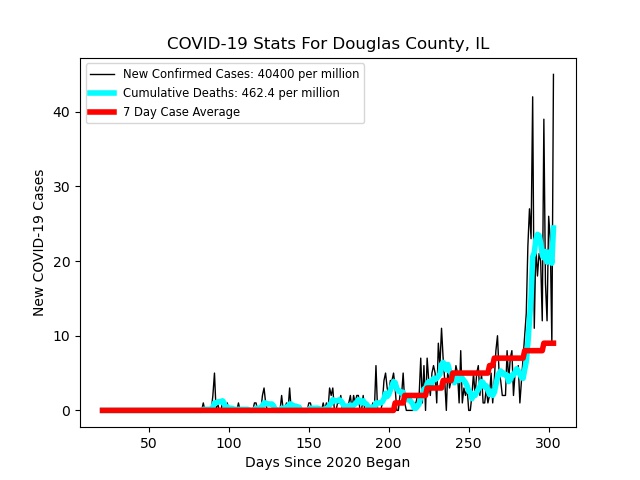 COVID-19 Stats For Douglas County, IL
New Confirmed Cases: 40400 per million
Cumulative Deaths: 462.4 per million
7 Day Case Average
New COVID-19 Cases
40
30
20
10
0
50 100 150 200 250 300
Days Since 2020 Began